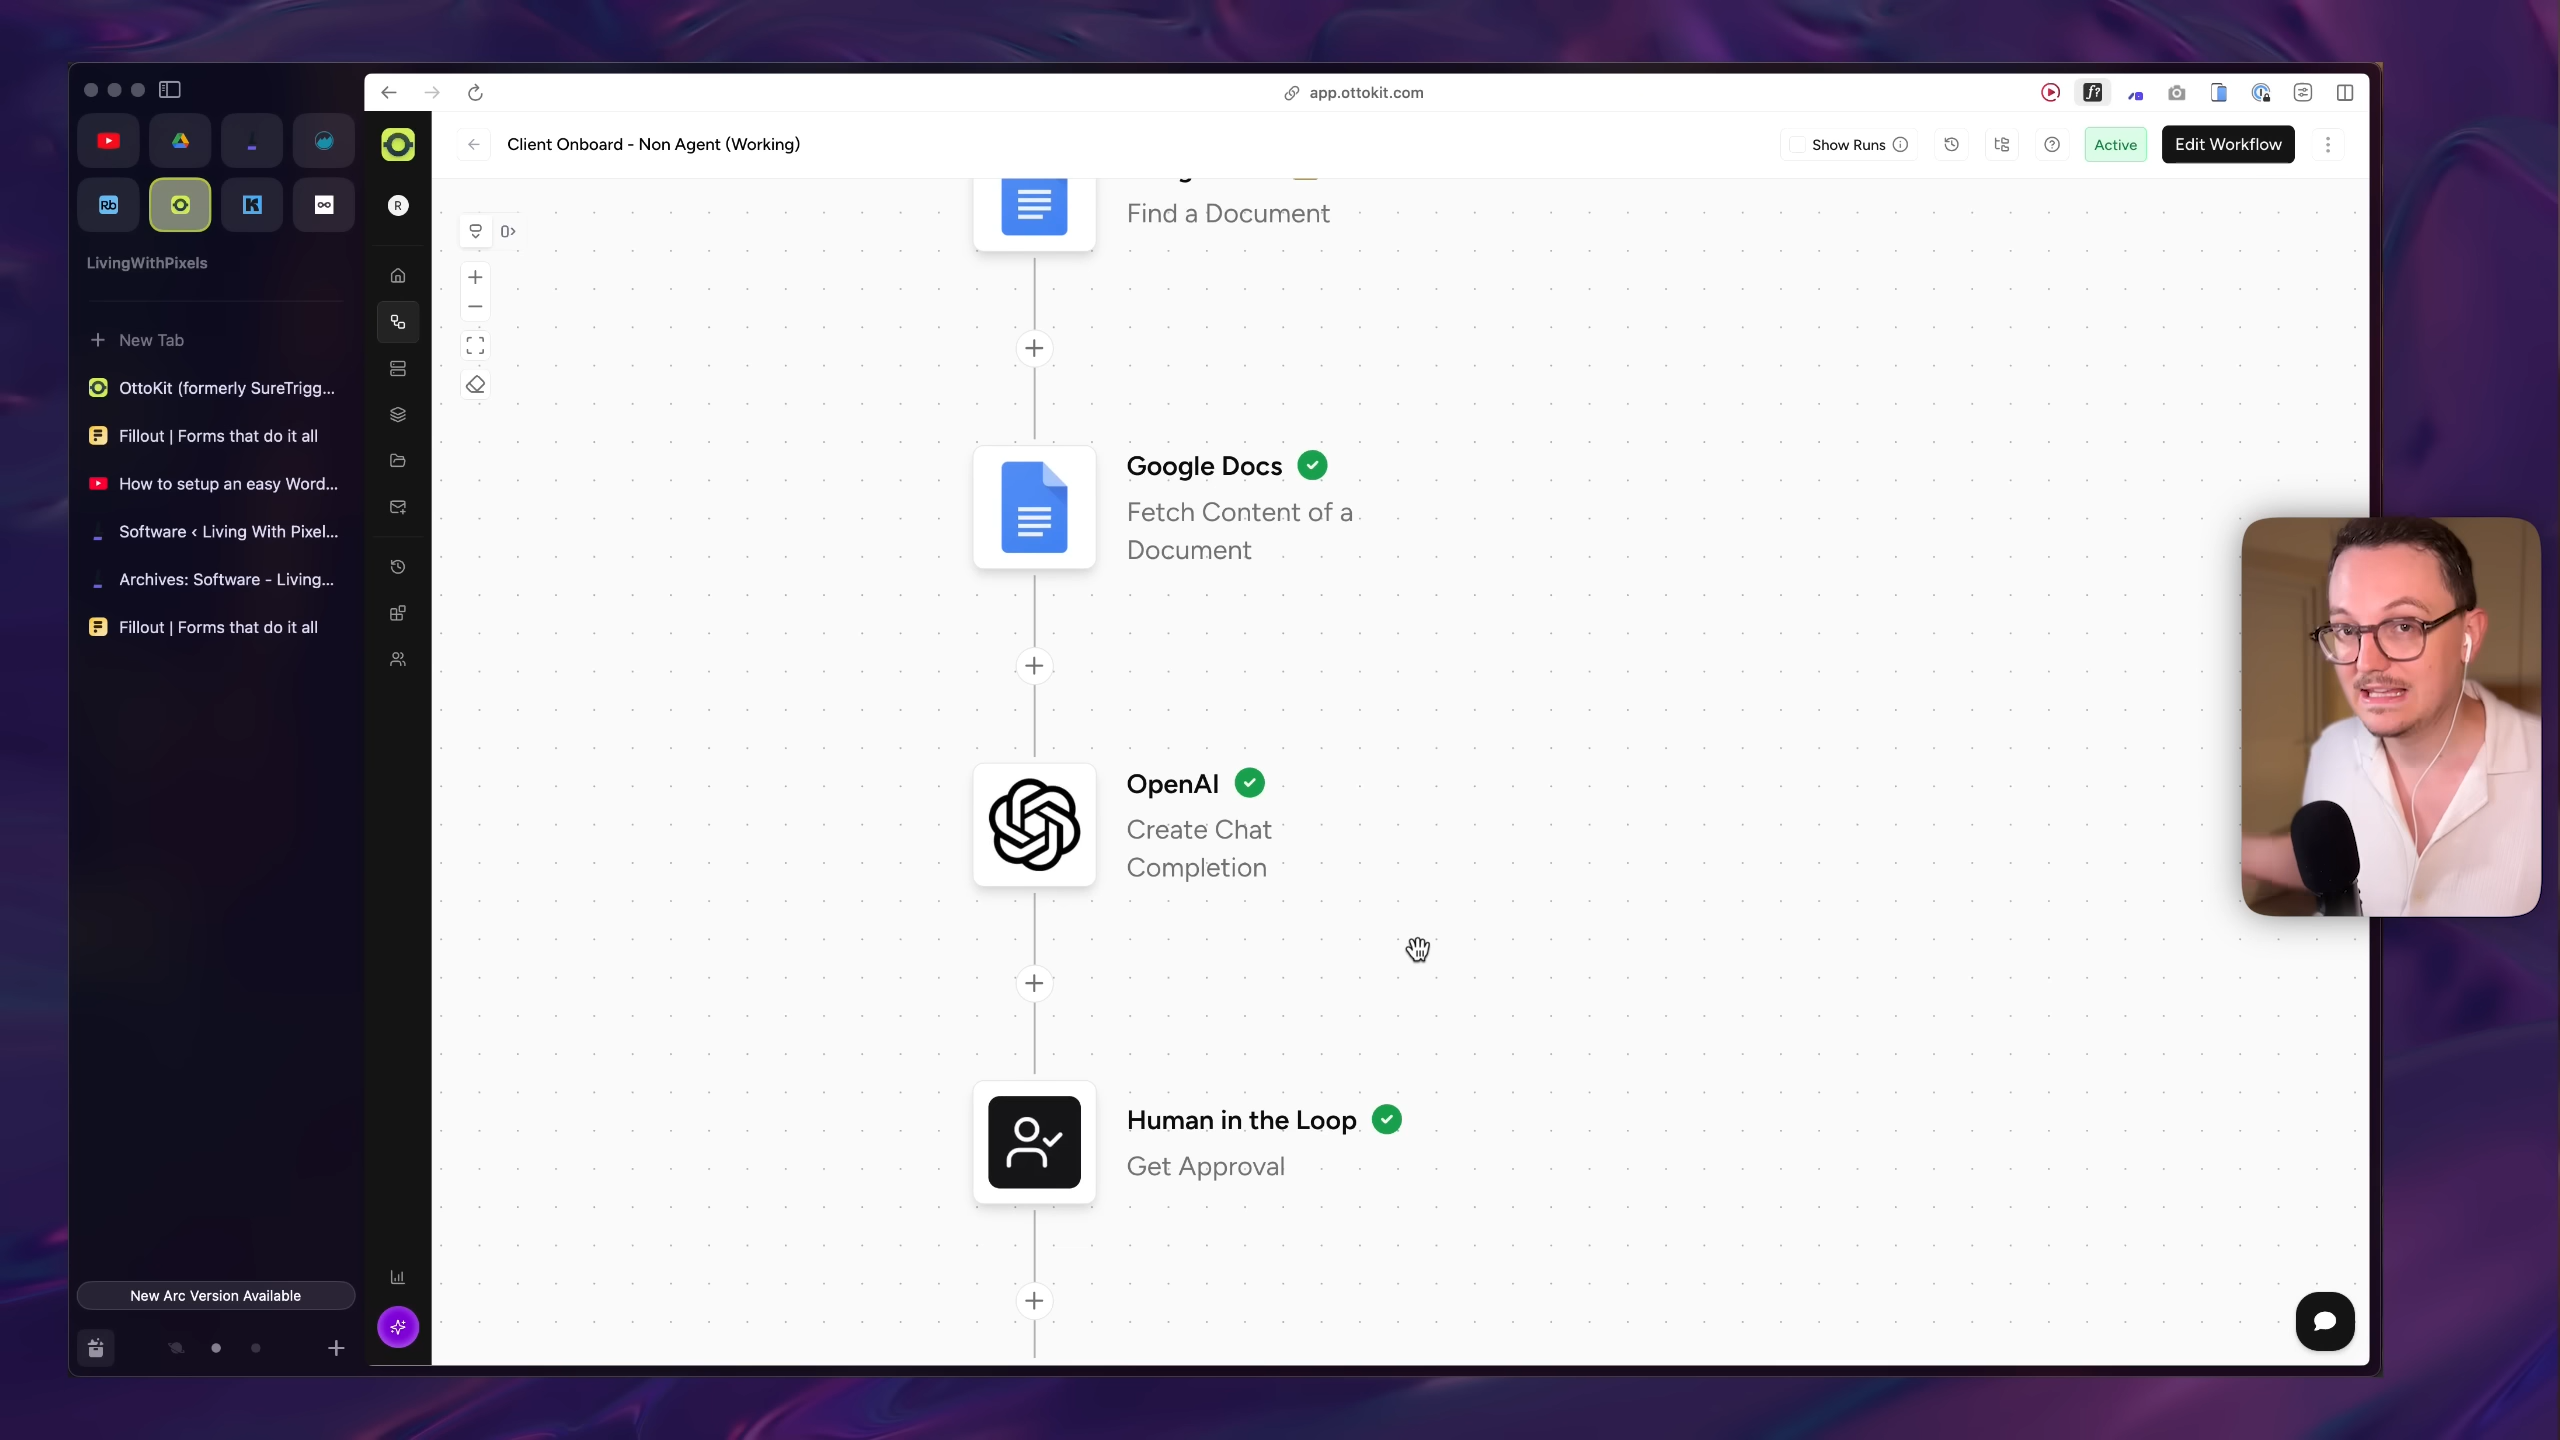 app.ottokit.com
Rb
K
LivingWithPixels
New Tab
OttoKit (formerly SureTrigg...
Fillout | Forms that do it all
How to setup an easy Word...
Software ‹ Living With Pixel...
Archives: Software - Living...
Fillout | Forms that do it all
New Arc Version Available
R
Client Onboard - Non Agent (Working)
Show Runs
Active
Edit Workflow
Find a Document
Google Docs
Fetch Content of a
Document
OpenAI
Create Chat
Completion
Human in the Loop
Get Approval